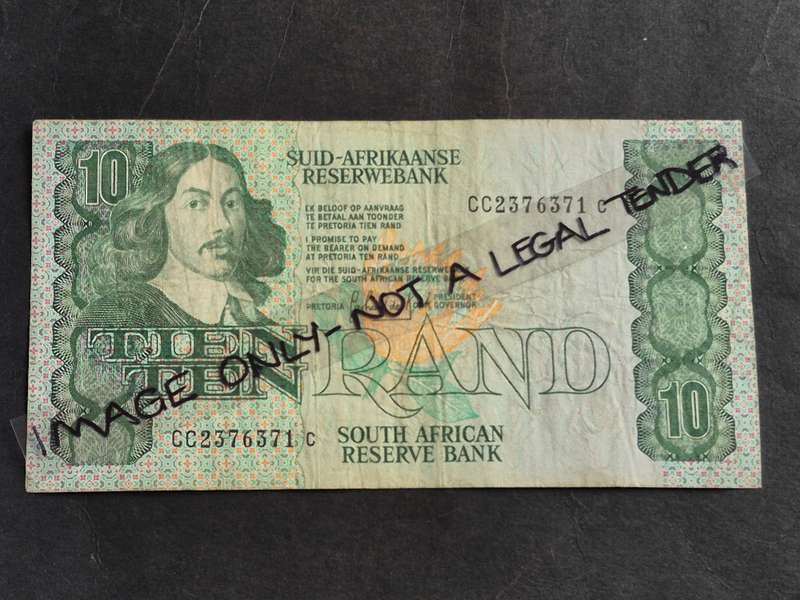 10
SUID-AFRIKAANSE
RESERWEBANK
EK BELOOF OP AANVRAAG
TE BETAAL AAN TOONDER
TE PRETORIA TIEN RAND
I PROMISE TO PAY
THE BEARER ON DEMAND
AT PRETORIA TEN RAND
VIR DIE SUID-AFRIKAANSE RESERWE
FOR THE SOUTH AFRICAN RESERVE
PRETORIA
PRESIDENT
GOVERNOR
CC2376371 C
IMAGE ONLY-NOT A LEGAL TENDER
TIEN
TEN RAND
CC2376371 C
SOUTH AFRICAN
RESERVE BANK
10